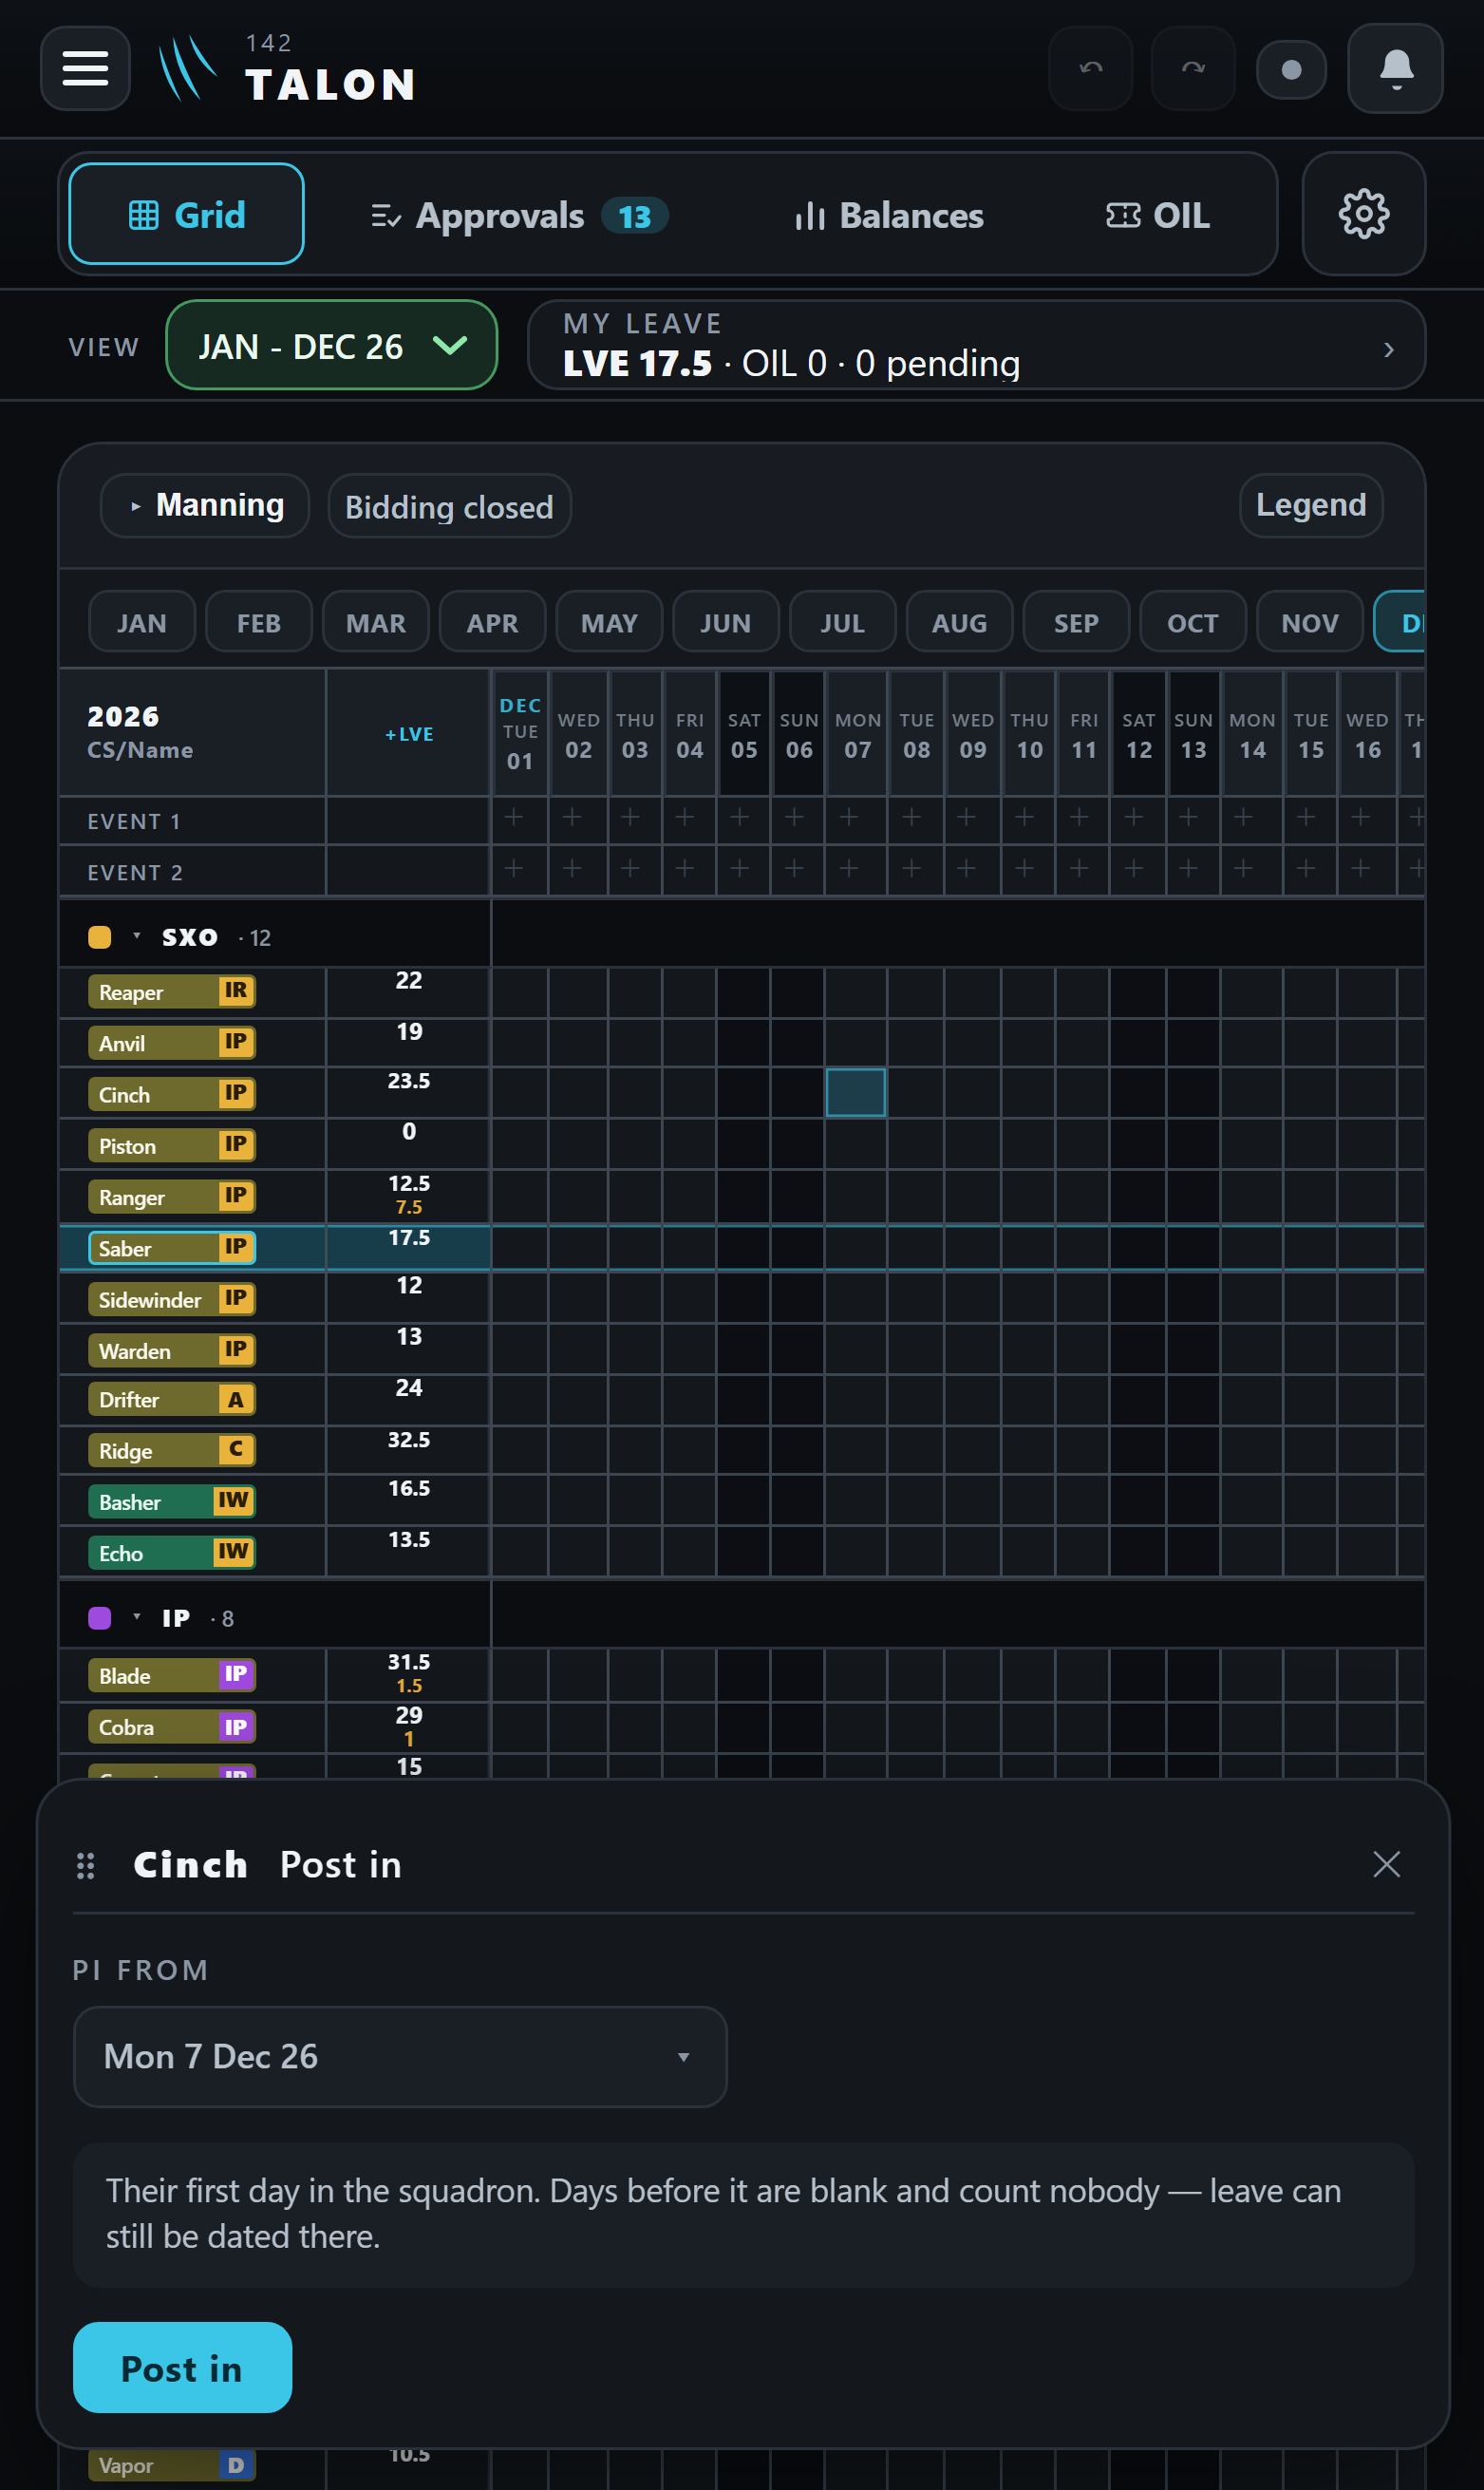 142
TALON
Grid
Approvals 13
Balances
OIL
VIEW
JAN - DEC 26
MY LEAVE
LVE 17.5 · OIL 0 · 0 pending
Manning
Bidding closed
Legend
JAN FEB MAR APR MAY JUN JUL AUG SEP OCT NOV
2026
CS/Name
+LVE
DEC
TUE WED THU FRI SAT SUN MON TUE WED THU FRI SAT SUN MON TUE WED
01 02 03 04 05 06 07 08 09 10 11 12 13 14 15 16
EVENT 1
EVENT 2
SXO · 12
Reaper IR 22
Anvil IP 19
Cinch IP 23.5
Piston IP 0
Ranger IP 12.5
7.5
Saber IP 17.5
Sidewinder IP 12
Warden IP 13
Drifter A 24
Ridge C 32.5
Basher IW 16.5
Echo IW 13.5
IP · 8
Blade IP 31.5
1.5
Cobra IP 29
1
15
Cinch Post in
PI FROM
Mon 7 Dec 26
Their first day in the squadron. Days before it are blank and count nobody — leave can
still be dated there.
Post in
Vapor D 10.5